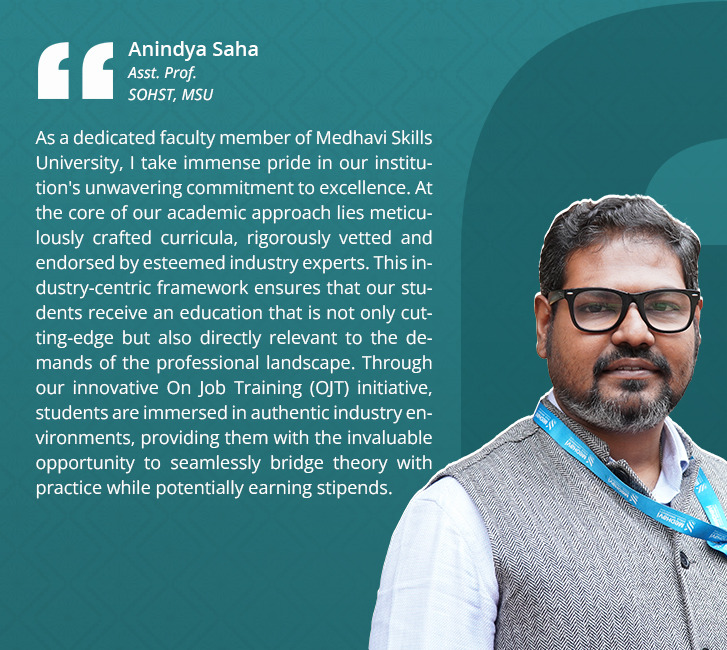 Anindya Saha
Asst. Prof.
SOHST, MSU
As a dedicated faculty member of Medhavi Skills
University, I take immense pride in our institu-
tion's unwavering commitment to excellence. At
the core of our academic approach lies meticu-
lously crafted curricula, rigorously vetted and
endorsed by esteemed industry experts. This in-
dustry-centric framework ensures that our stu-
dents receive an education that is not only cut-
ting-edge but also directly relevant to the de-
mands of the professional landscape. Through
our innovative On Job Training (OJT) initiative,
students are immersed in authentic industry en-
vironments, providing them with the invaluable
opportunity to seamlessly bridge theory with
practice while potentially earning stipends.
MEDHAVI
MEDHAVI